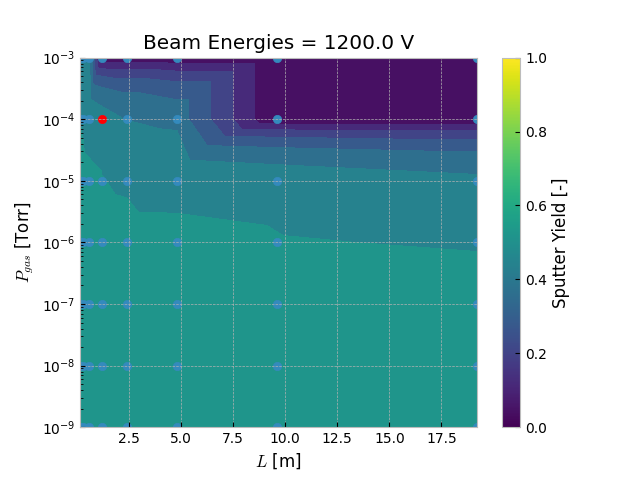 Beam Energies = 1200.0 V
10⁻³
10⁻⁴
10⁻⁵
10⁻⁶
10⁻⁷
10⁻⁸
10⁻⁹
P_gas [Torr]
2.5 5.0 7.5 10.0 12.5 15.0 17.5
L [m]
1.0
0.8
0.6
0.4
0.2
0.0
Sputter Yield [-]